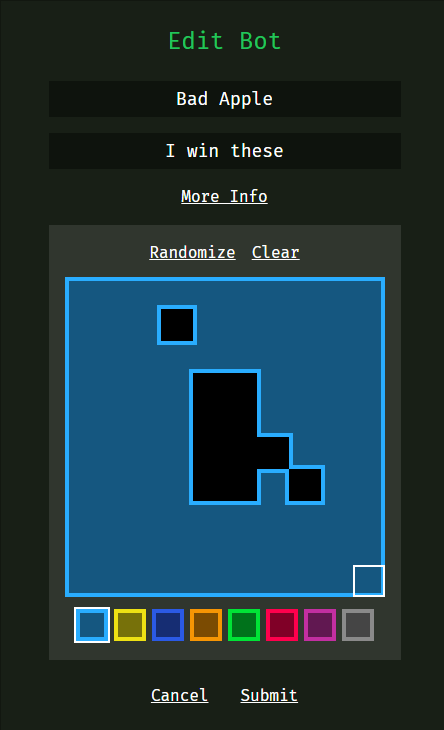 Edit Bot
Bad Apple
I win these
More Info
Randomize Clear
Cancel Submit